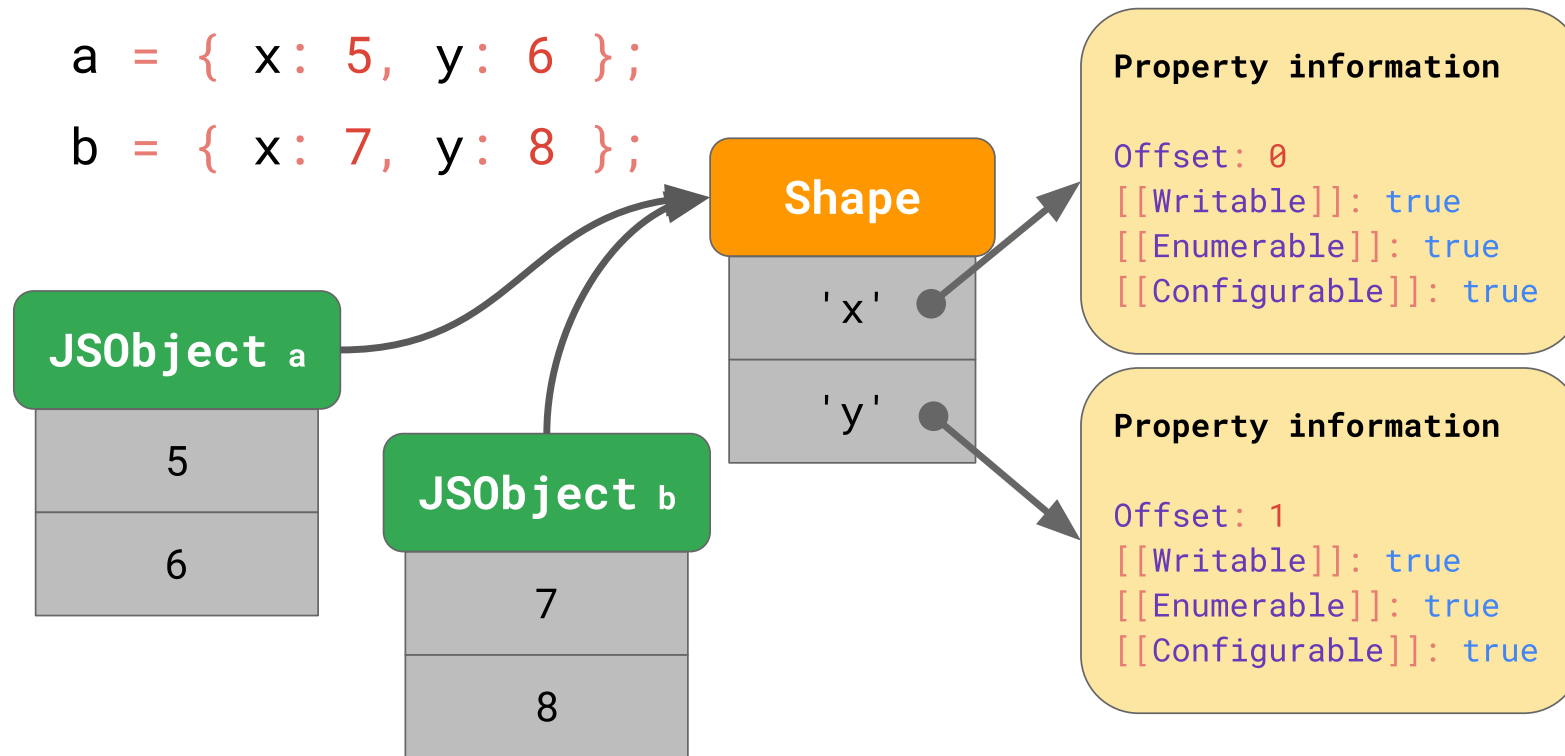 a = { x: 5, y: 6 };
b = { x: 7, y: 8 };
JSObject a
5
6
JSObject b
7
8
Shape
'x'
'y'
Property information
Offset: 0
[[Writable]]: true
[[Enumerable]]: true
[[Configurable]]: true
Property information
Offset: 1
[[Writable]]: true
[[Enumerable]]: true
[[Configurable]]: true